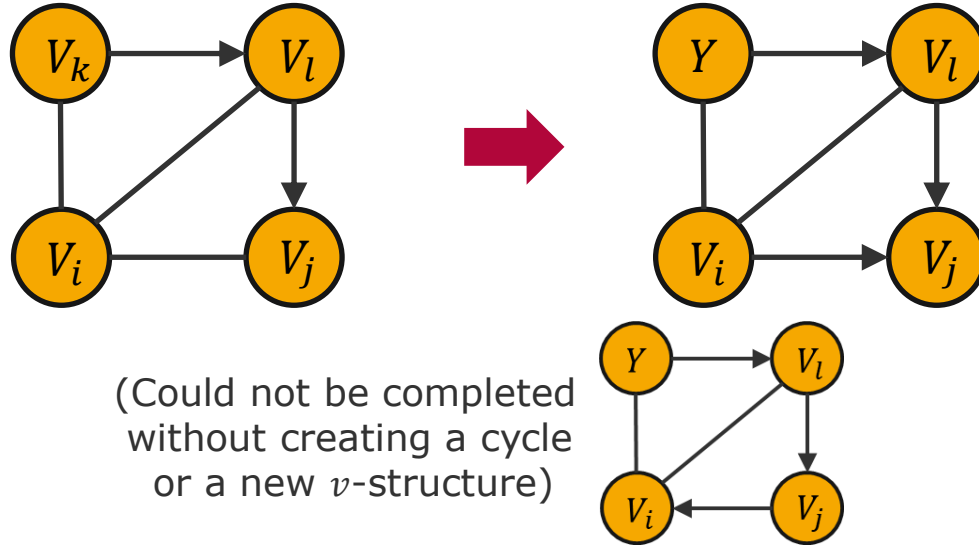 V_k V_l Y V_l
V_i V_j V_i V_j
Y V_l
(Could not be completed
without creating a cycle
or a new v-structure)
V_i V_j